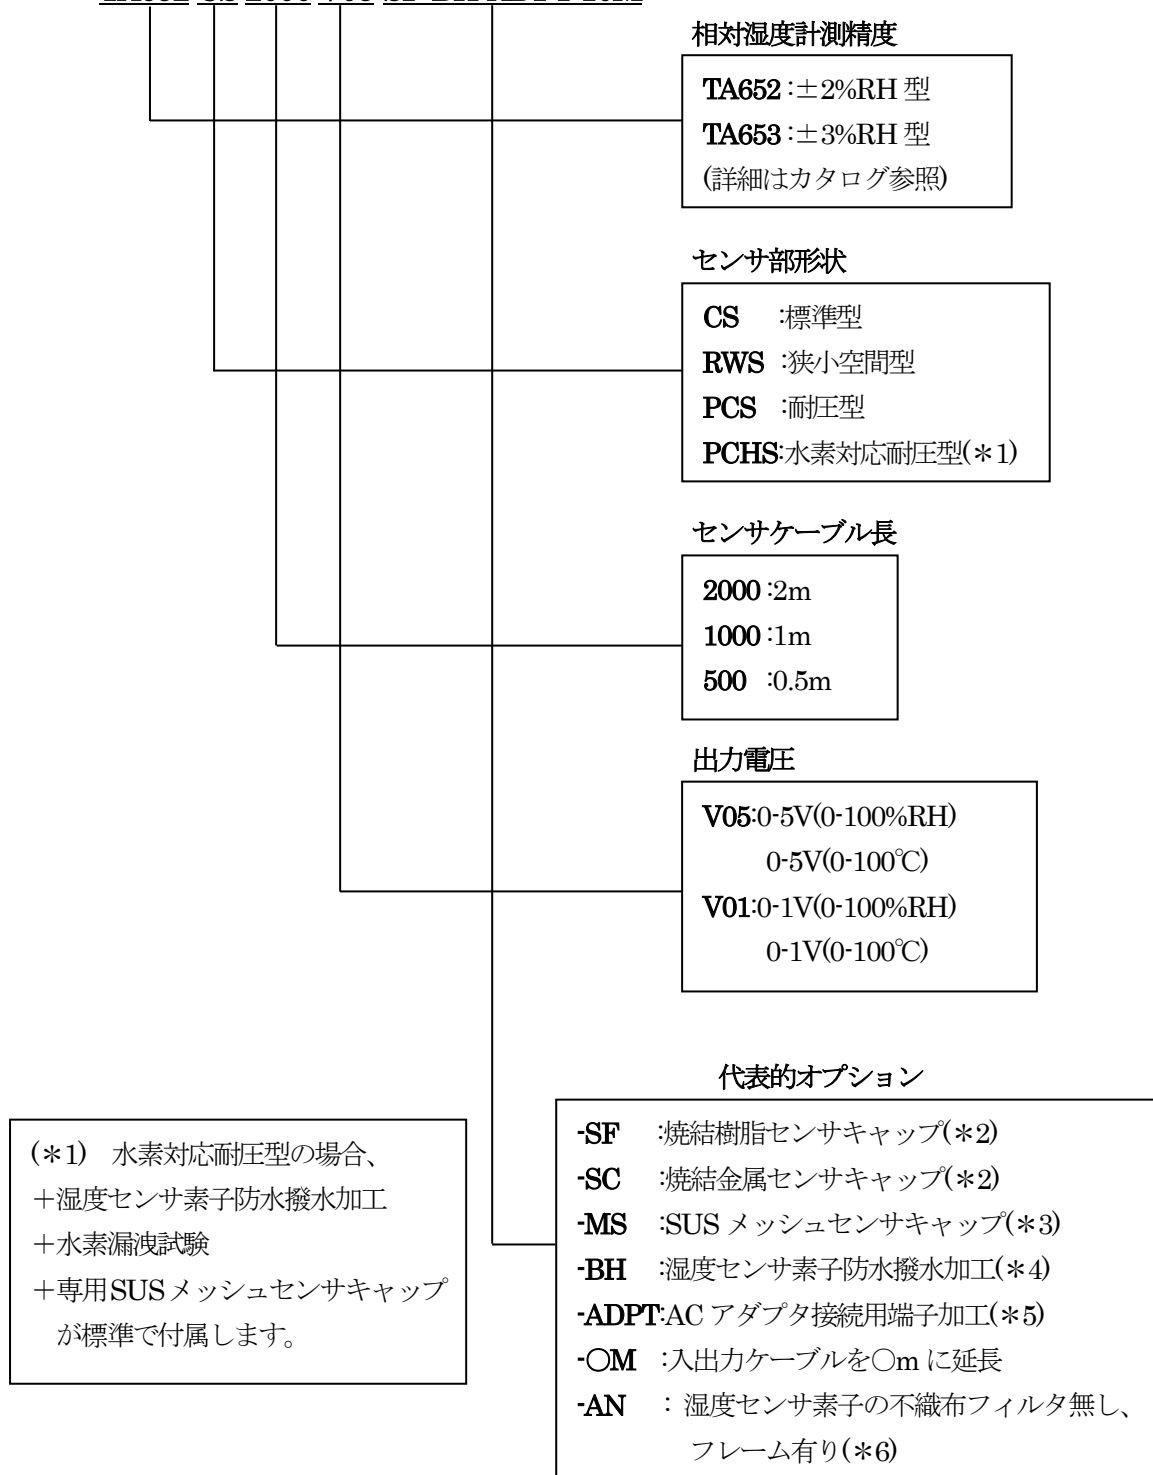 相対湿度計測精度
TA652:±2%RH 型
TA653:±3%RH 型
(詳細はカタログ参照)
センサ部形状
CS :標準型
RWS :狭小空間型
PCS :耐圧型
PCHS:水素対応耐圧型(*1)
センサケーブル長
2000:2m
1000:1m
500 :0.5m
出力電圧
V05:0-5V(0-100%RH)
0-5V(0-100℃)
V01:0-1V(0-100%RH)
0-1V(0-100℃)
代表的オプション
-SF :焼結樹脂センサキャップ(*2)
-SC :焼結金属センサキャップ(*2)
-MS :SUS メッシュセンサキャップ(*3)
-BH :湿度センサ素子防水撥水加工(*4)
-ADPT:AC アダプタ接続用端子加工(*5)
-○M :入出力ケーブルを○m に延長
-AN :湿度センサ素子の不織布フィルタ無し、
フレーム有り(*6)
(*1) 水素対応耐圧型の場合、
+湿度センサ素子防水撥水加工
+水素漏洩試験
+専用SUSメッシュセンサキャップ
が標準で付属します。